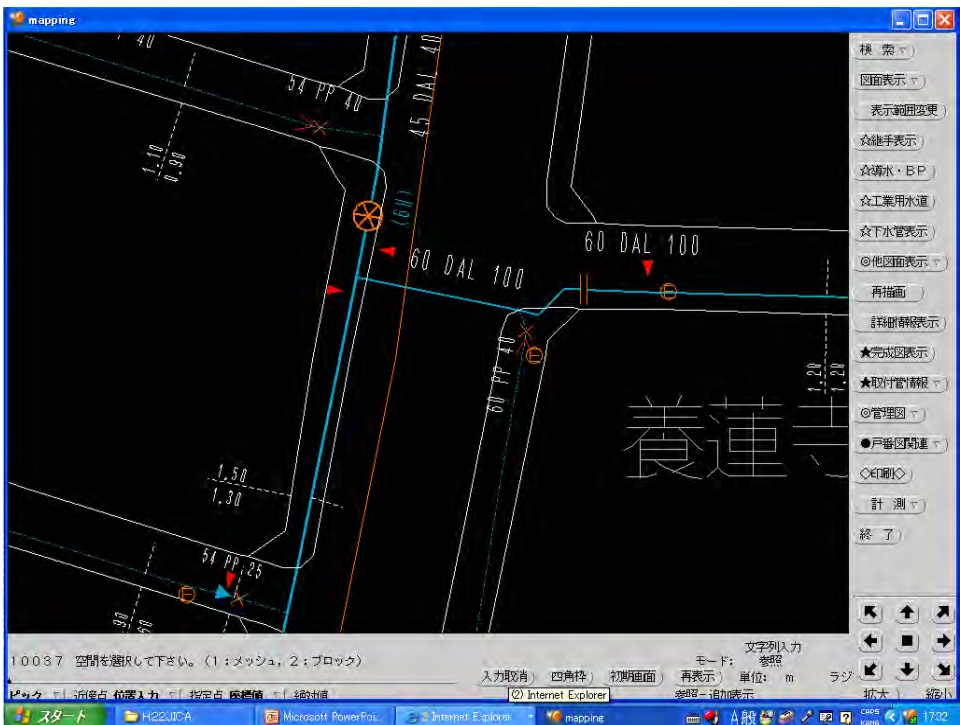 mapping
40
54 PP 40
45 DAL 40
1.10
0.90
(6U)
60 DAL 100
60 DAL 100
60 PP 40
1.20
1.20
養蓮寺
1.50
1.30
54 PP 25
検 索
図面表示
表示範囲変更
☆継手表示
☆導水・BP
☆工業用水道
☆下水管表示
◎他図面表示
再描画
詳細情報表示
★完成図表示
★取付管情報
◎管理図
●戸番図関連
◇印刷◇
計 測
終 了
10037 空間を選択して下さい。(1:メッシュ, 2:ブロック)
文字列入力
モード: 参照
入力取消 四角枠 初期画面 再表示 単位: m ラジ
ピック 近傍点 位置入力 指定点 座標値 絶対値
参照-追加表示
拡大 縮小
(2) Internet Explorer
スタート H22JICA Microsoft PowerPoi... 2 Internet Explorer mapping A般 CAPS KANA 17:32